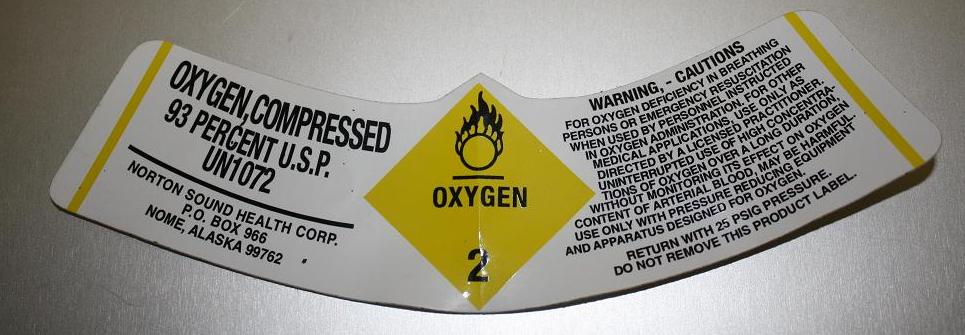 OXYGEN, COMPRESSED
93 PERCENT U.S.P.
UN1072
NORTON SOUND HEALTH CORP.
P.O. BOX 966
NOME, ALASKA 99762
OXYGEN
2
WARNING, - CAUTIONS
FOR OXYGEN DEFICIENCY IN BREATHING
PERSONS OR EMERGENCY RESUSCITATION
WHEN USED BY PERSONNEL INSTRUCTED
IN OXYGEN ADMINISTRATION, FOR OTHER
MEDICAL APPLICATIONS, USE ONLY AS
DIRECTED BY A LICENSED PRACTITIONER.
UNINTERRUPTED USE OF HIGH CONCENTRA-
TIONS OF OXYGEN OVER A LONG DURATION,
WITHOUT MONITORING ITS EFFECT ON OXYGEN
CONTENT OF ARTERIAL BLOOD, MAY BE HARMFUL-
USE ONLY WITH PRESSURE REDUCING EQUIPMENT
AND APPARATUS DESIGNED FOR OXYGEN.
RETURN WITH 25 PSIG PRESSURE.
DO NOT REMOVE THIS PRODUCT LABEL.